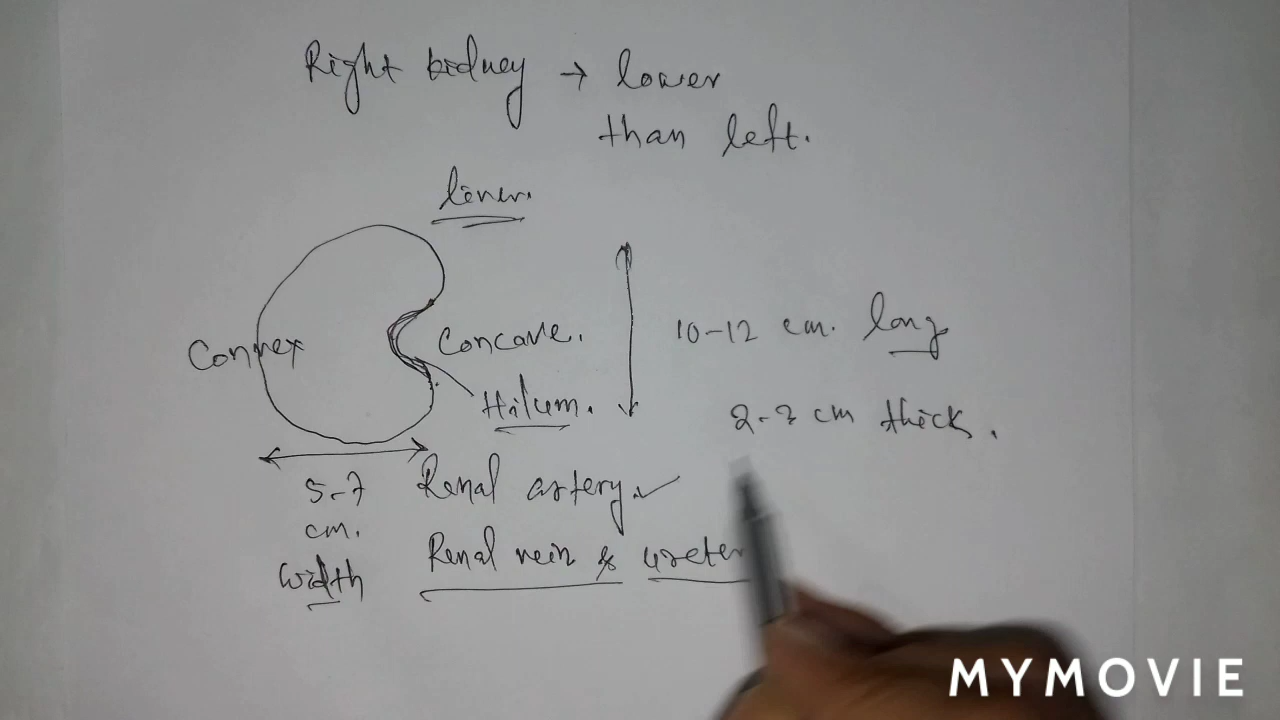 Right kidney → lower
than left.
liver.
Convex
Concave.
Hilum.
10-12 cm. long
2-3 cm thick.
5-7
cm.
width
Renal artery
Renal vein & ureter
MYMOVIE